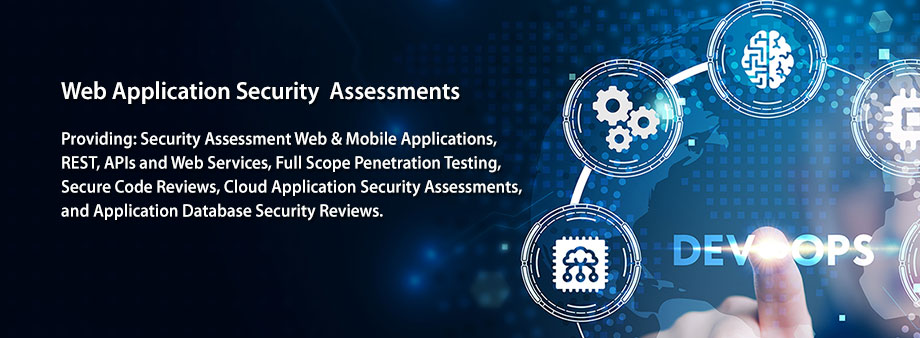 Web Application Security  Assessments
Providing: Security Assessment Web & Mobile Applications,
REST, APIs and Web Services, Full Scope Penetration Testing,
Secure Code Reviews, Cloud Application Security Assessments,
and Application Database Security Reviews.
DEVOPS